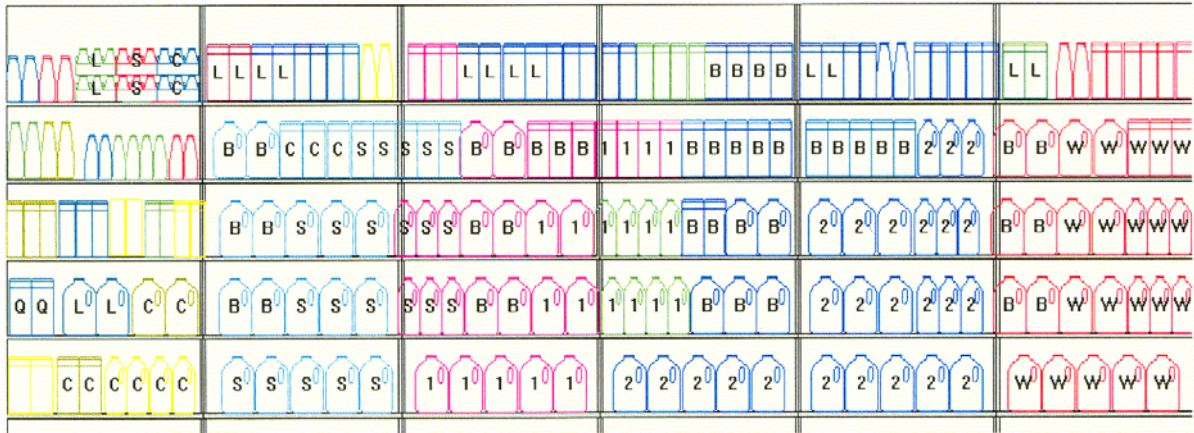 L S C L L L L L L L L B B B B L L L L
L S C
B B C C C S S S S S S B B B B B 1 1 1 1 B B B B B B B B B B 2 2 2 B B W W W W W
B B S S S S S S B B 1 1 1 1 1 1 B B B B 2 2 2 2 2 2 B B W W W W W
Q Q L L C C B B S S S S S S B B 1 1 1 1 1 1 B B B 2 2 2 2 2 2 B B W W W W W
C C C C C C S S S S S 1 1 1 1 1 2 2 2 2 2 2 2 2 2 2 W W W W W